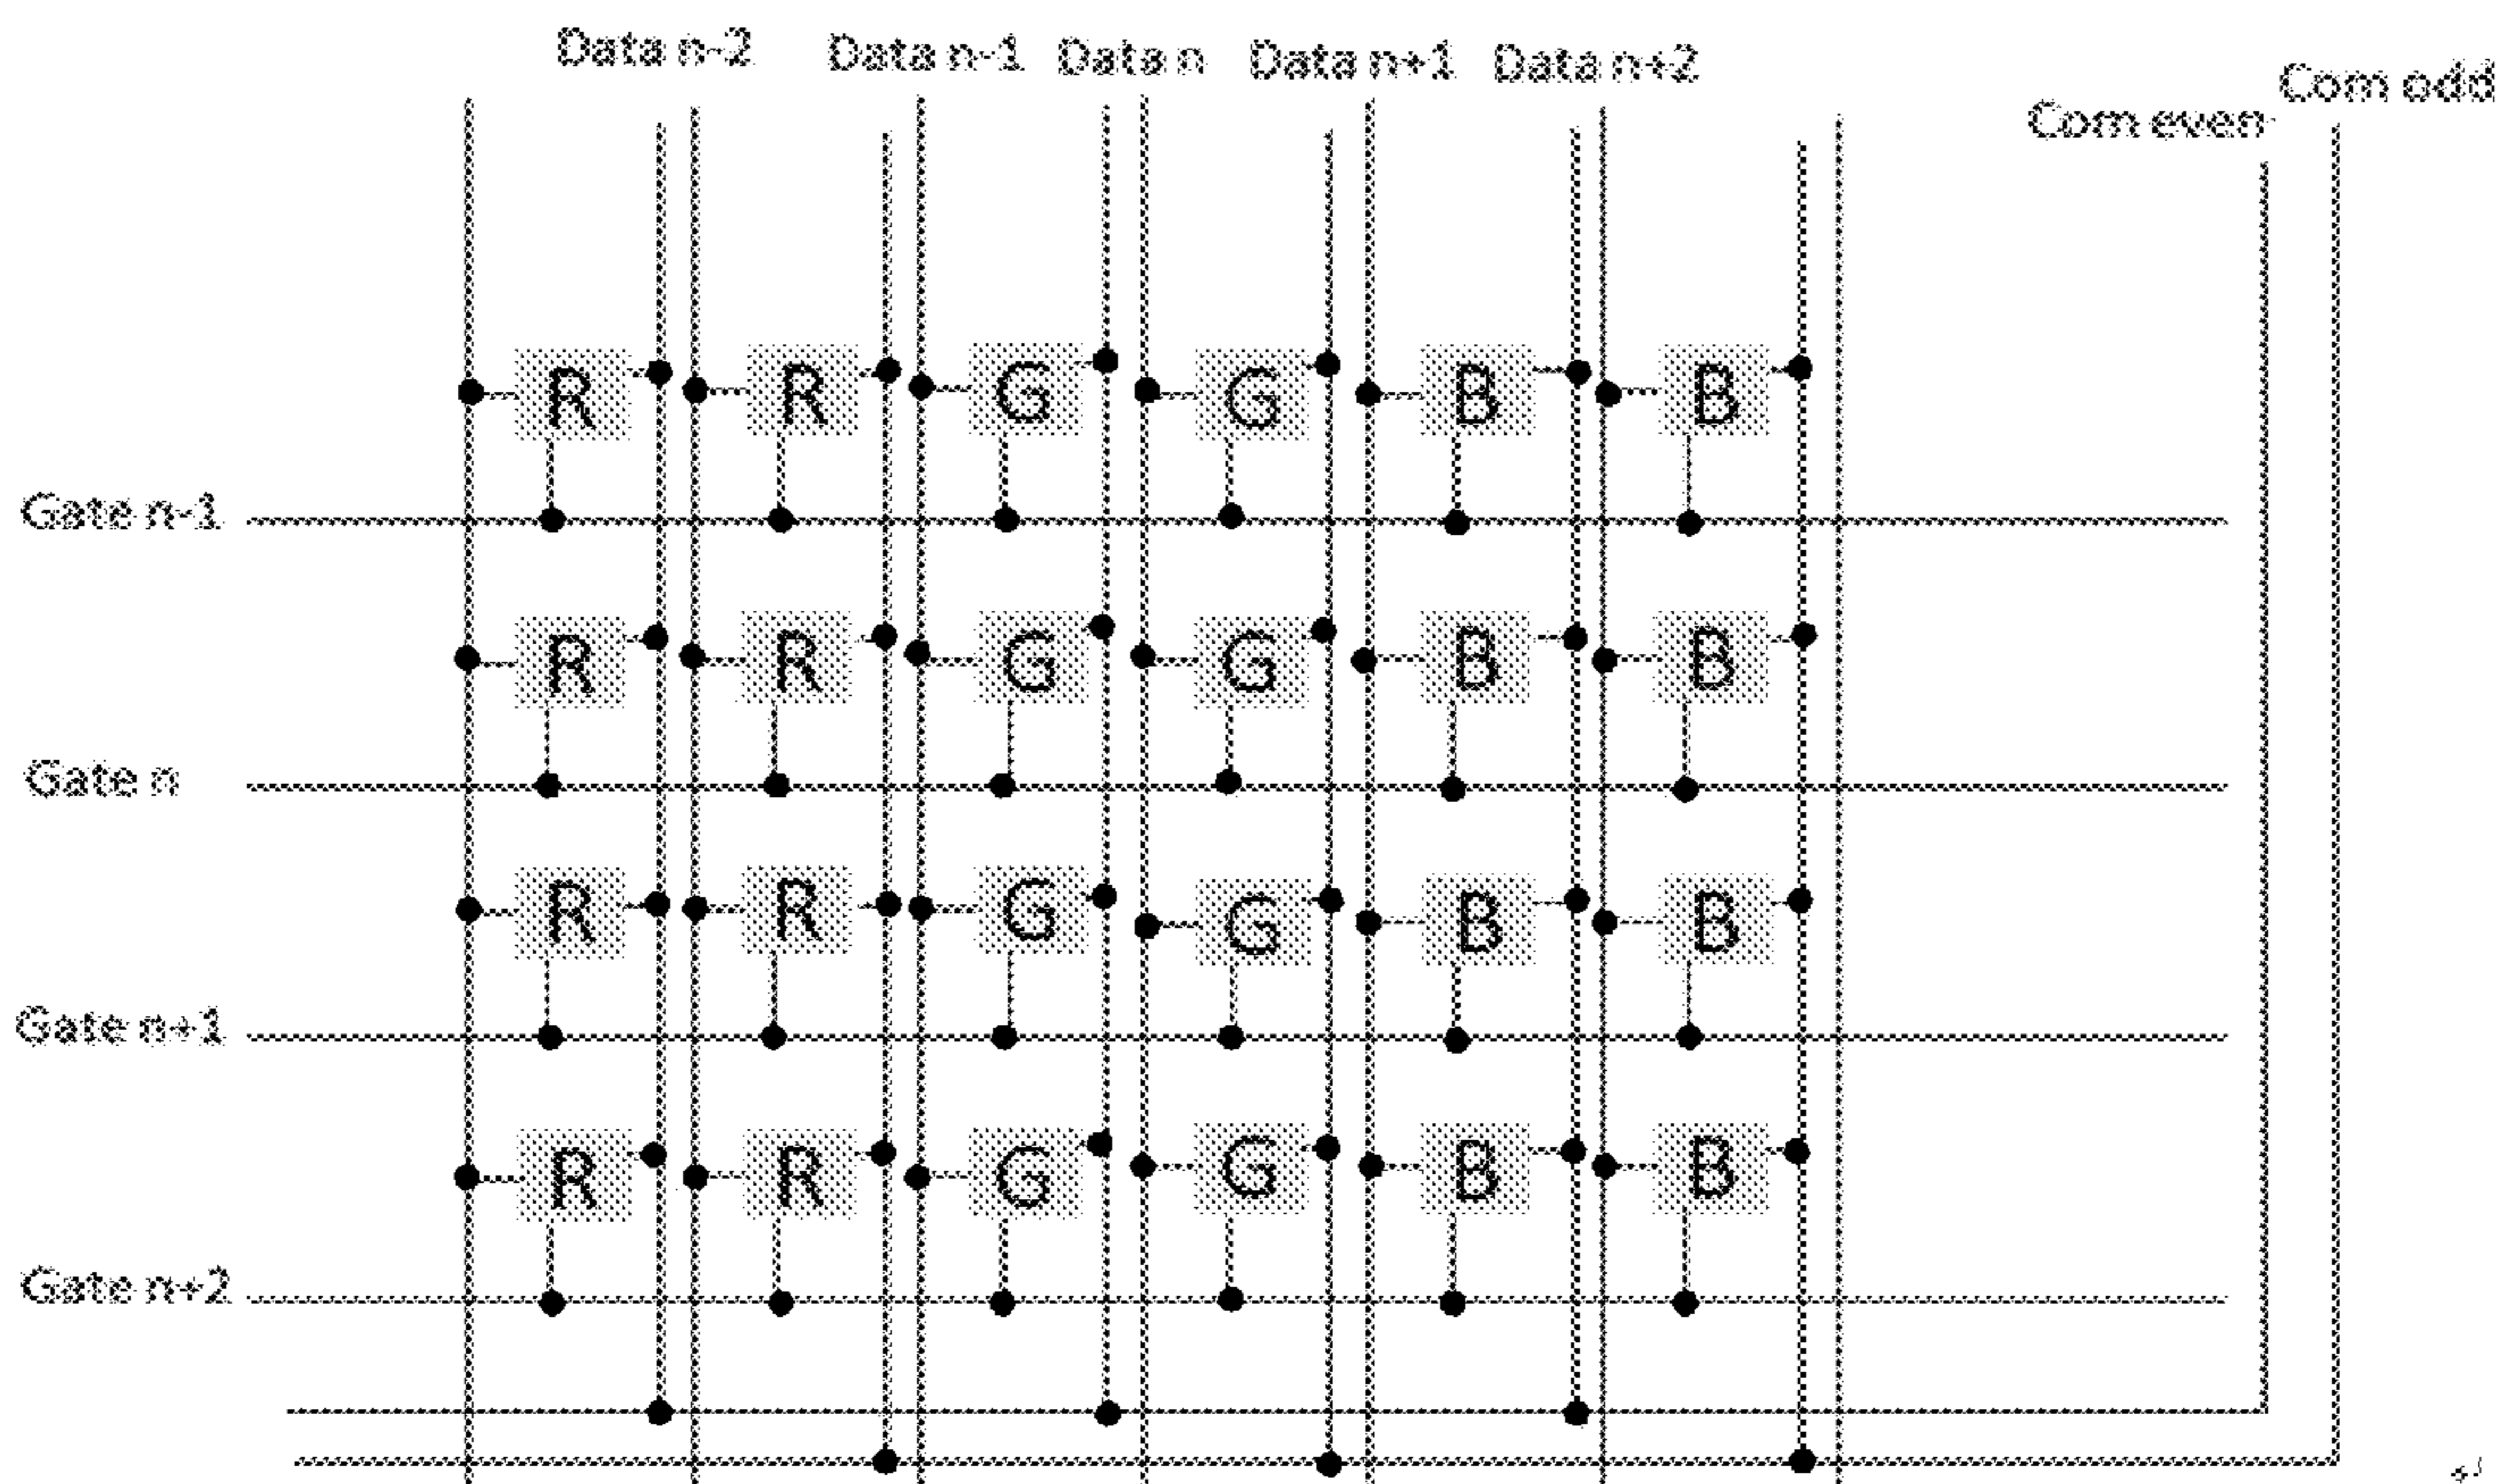 Data n-2 Data n-1 Data n Data n+1 Data n+2
Com even Com odd
R R G G B B
Gate n-1
R R G G B B
Gate n
R R G G B B
Gate n+1
R R G G B B
Gate n+2